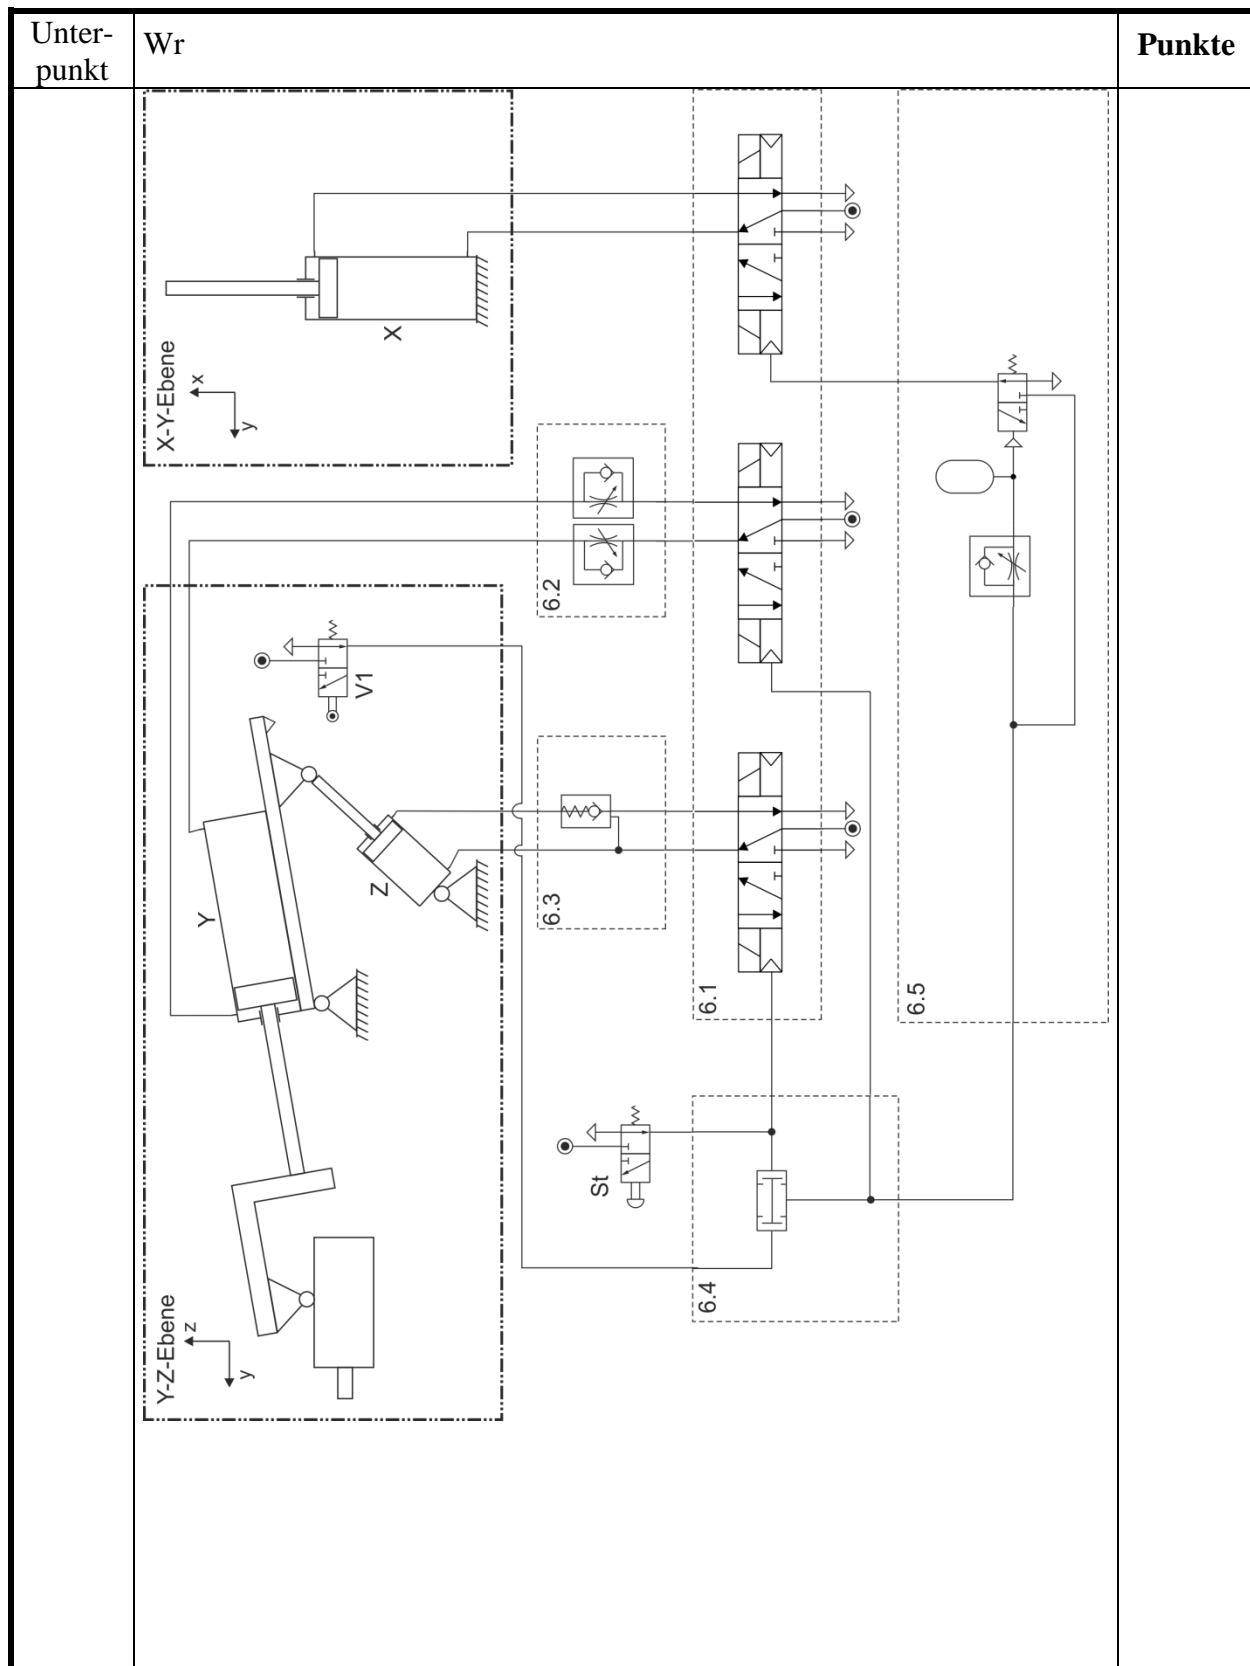 Unter-
punkt
Wr
Punkte
X-Y-Ebene
x
y
X
6.2
6.1
6.5
Y-Z-Ebene
z
y
Y
Z
V1
6.3
St
6.4